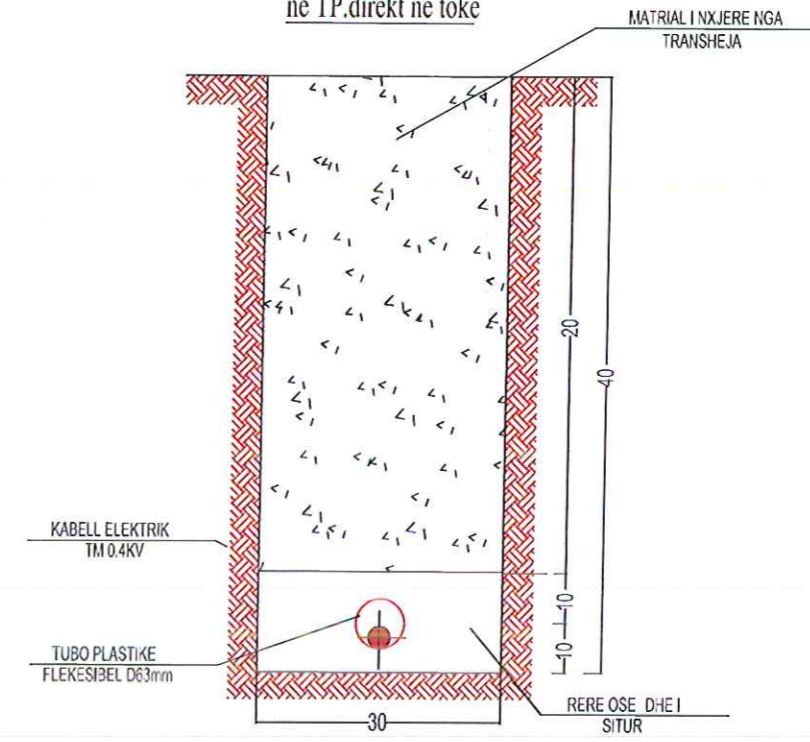 ne TP.direkt ne toke
MATRIAL I NXJERE NGA
TRANSHEJA
20
40
KABELL ELEKTRIK
TM 0.4KV
10
10
TUBO PLASTIKE
FLEKESIBEL D63mm
RERE OSE DHE I
SITUR
30